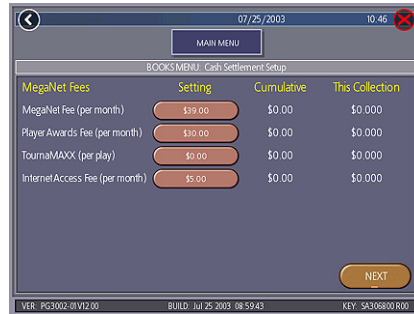 07/25/2003 10:46
MAIN MENU
BOOKS MENU: Cash Settlement Setup
MegaNet Fees Setting Cumulative This Collection
MegaNet Fee (per month) $39.00 $0.00 $0.000
Player Awards Fee (per month) $30.00 $0.00 $0.000
TournaMAXX (per play) $0.00 $0.00 $0.000
Internet Access Fee (per month) $5.00 $0.00 $0.000
NEXT
VER: PG3002-01V12.00 BUILD: Jul 25 2003 08:59:43 KEY: SA306800 R00